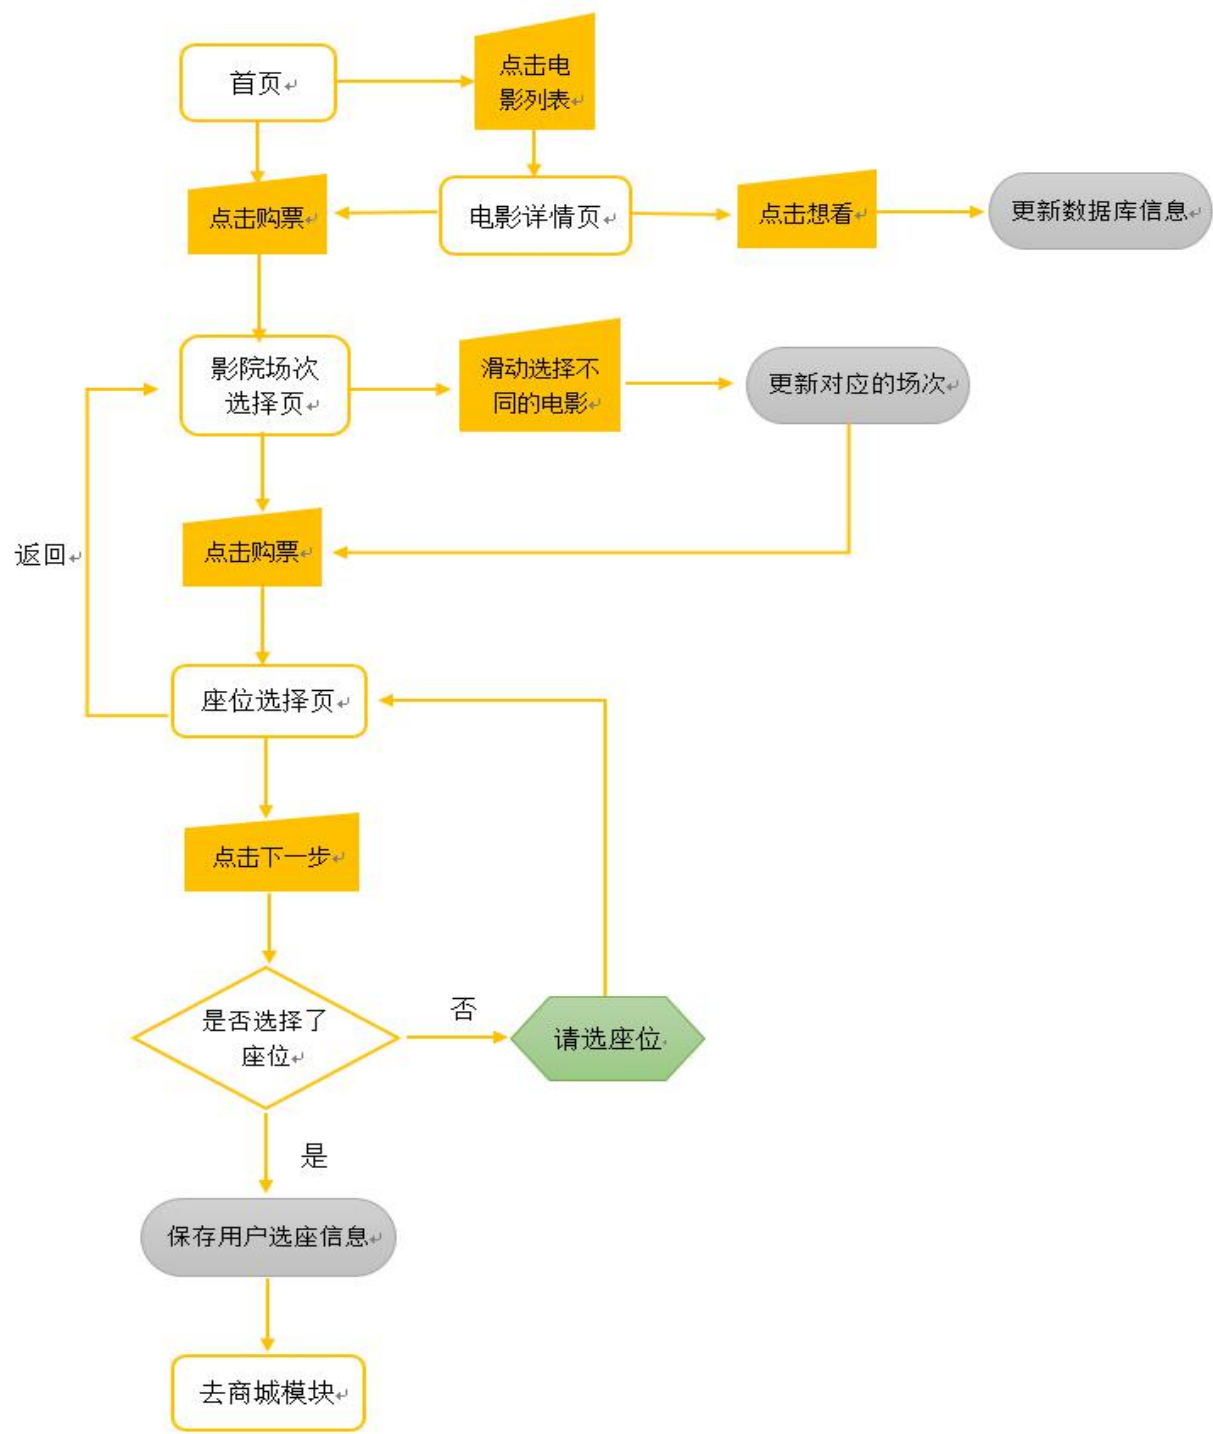 首页
点击电
影列表
点击购票
电影详情页
点击想看
更新数据库信息
影院场次
选择页
滑动选择不
同的电影
更新对应的场次
返回
点击购票
座位选择页
点击下一步
是否选择了
座位
否
请选座位
是
保存用户选座信息
去商城模块